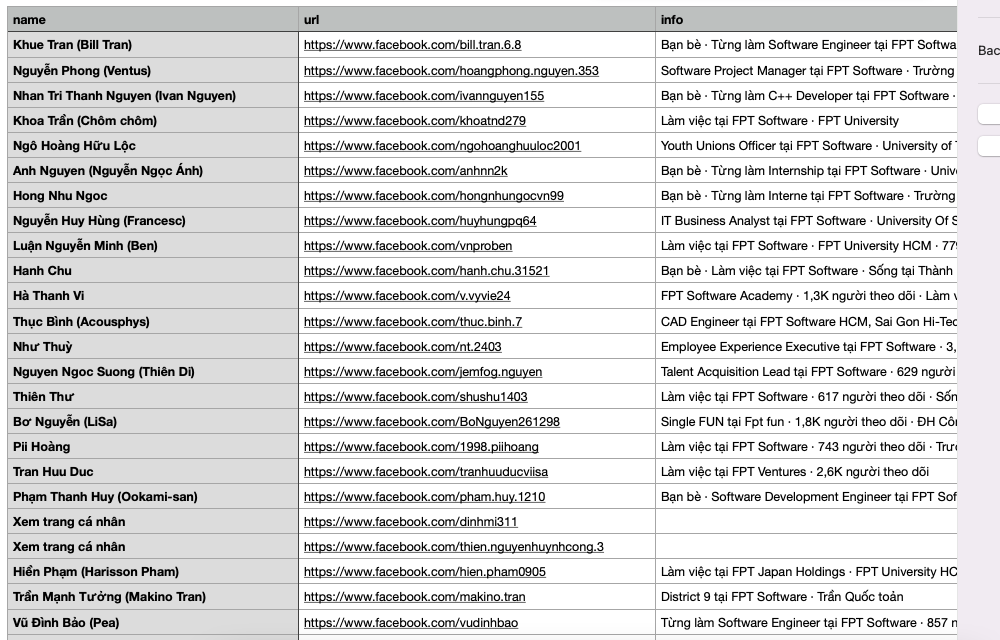 name url info
Khue Tran (Bill Tran) https://www.facebook.com/bill.tran.6.8 Bạn bè · Từng làm Software Engineer tại FPT Softwa
Nguyễn Phong (Ventus) https://www.facebook.com/hoangphong.nguyen.353 Software Project Manager tại FPT Software · Trường
Bac
Nhan Tri Thanh Nguyen (Ivan Nguyen) https://www.facebook.com/ivannguyen155 Bạn bè · Từng làm C++ Developer tại FPT Software ·
Khoa Trần (Chôm chôm) https://www.facebook.com/khoatnd279 Làm việc tại FPT Software · FPT University
Ngô Hoàng Hữu Lộc https://www.facebook.com/ngohoanghuuloc2001 Youth Unions Officer tại FPT Software · University of
Anh Nguyen (Nguyễn Ngọc Ánh) https://www.facebook.com/anhnn2k Bạn bè · Từng làm Internship tại FPT Software · Univ
Hong Nhu Ngoc https://www.facebook.com/hongnhungocvn99 Bạn bè · Từng làm Interne tại FPT Software · Trường
Nguyễn Huy Hùng (Francesc) https://www.facebook.com/huyhungpq64 IT Business Analyst tại FPT Software · University Of S
Luận Nguyễn Minh (Ben) https://www.facebook.com/vnproben Làm việc tại FPT Software · FPT University HCM · 779
Hanh Chu https://www.facebook.com/hanh.chu.31521 Bạn bè · Làm việc tại FPT Software · Sống tại Thành
Hà Thanh Vi https://www.facebook.com/v.vyvie24 FPT Software Academy · 1,3K người theo dõi · Làm v
Thục Bình (Acousphys) https://www.facebook.com/thuc.binh.7 CAD Engineer tại FPT Software HCM, Sai Gon Hi-Tec
Như Thuỳ https://www.facebook.com/nt.2403 Employee Experience Executive tại FPT Software · 3,
Nguyen Ngoc Suong (Thiên Di) https://www.facebook.com/jemfog.nguyen Talent Acquisition Lead tại FPT Software · 629 người
Thiên Thư https://www.facebook.com/shushu1403 Làm việc tại FPT Software · 617 người theo dõi · Sốn
Bơ Nguyễn (LiSa) https://www.facebook.com/BoNguyen261298 Single FUN tại Fpt fun · 1,8K người theo dõi · ĐH Côn
Pii Hoàng https://www.facebook.com/1998.piihoang Làm việc tại FPT Software · 743 người theo dõi · Trườ
Tran Huu Duc https://www.facebook.com/tranhuuducviisa Làm việc tại FPT Ventures · 2,6K người theo dõi
Phạm Thanh Huy (Ookami-san) https://www.facebook.com/pham.huy.1210 Bạn bè · Software Development Engineer tại FPT Sof
Xem trang cá nhân https://www.facebook.com/dinhmi311
Xem trang cá nhân https://www.facebook.com/thien.nguyenhuynhcong.3
Hiển Phạm (Harisson Pham) https://www.facebook.com/hien.pham0905 Làm việc tại FPT Japan Holdings · FPT University HC
Trần Mạnh Tưởng (Makino Tran) https://www.facebook.com/makino.tran District 9 tại FPT Software · Trần Quốc toản
Vũ Đình Bảo (Pea) https://www.facebook.com/vudinhbao Từng làm Software Engineer tại FPT Software · 857 n